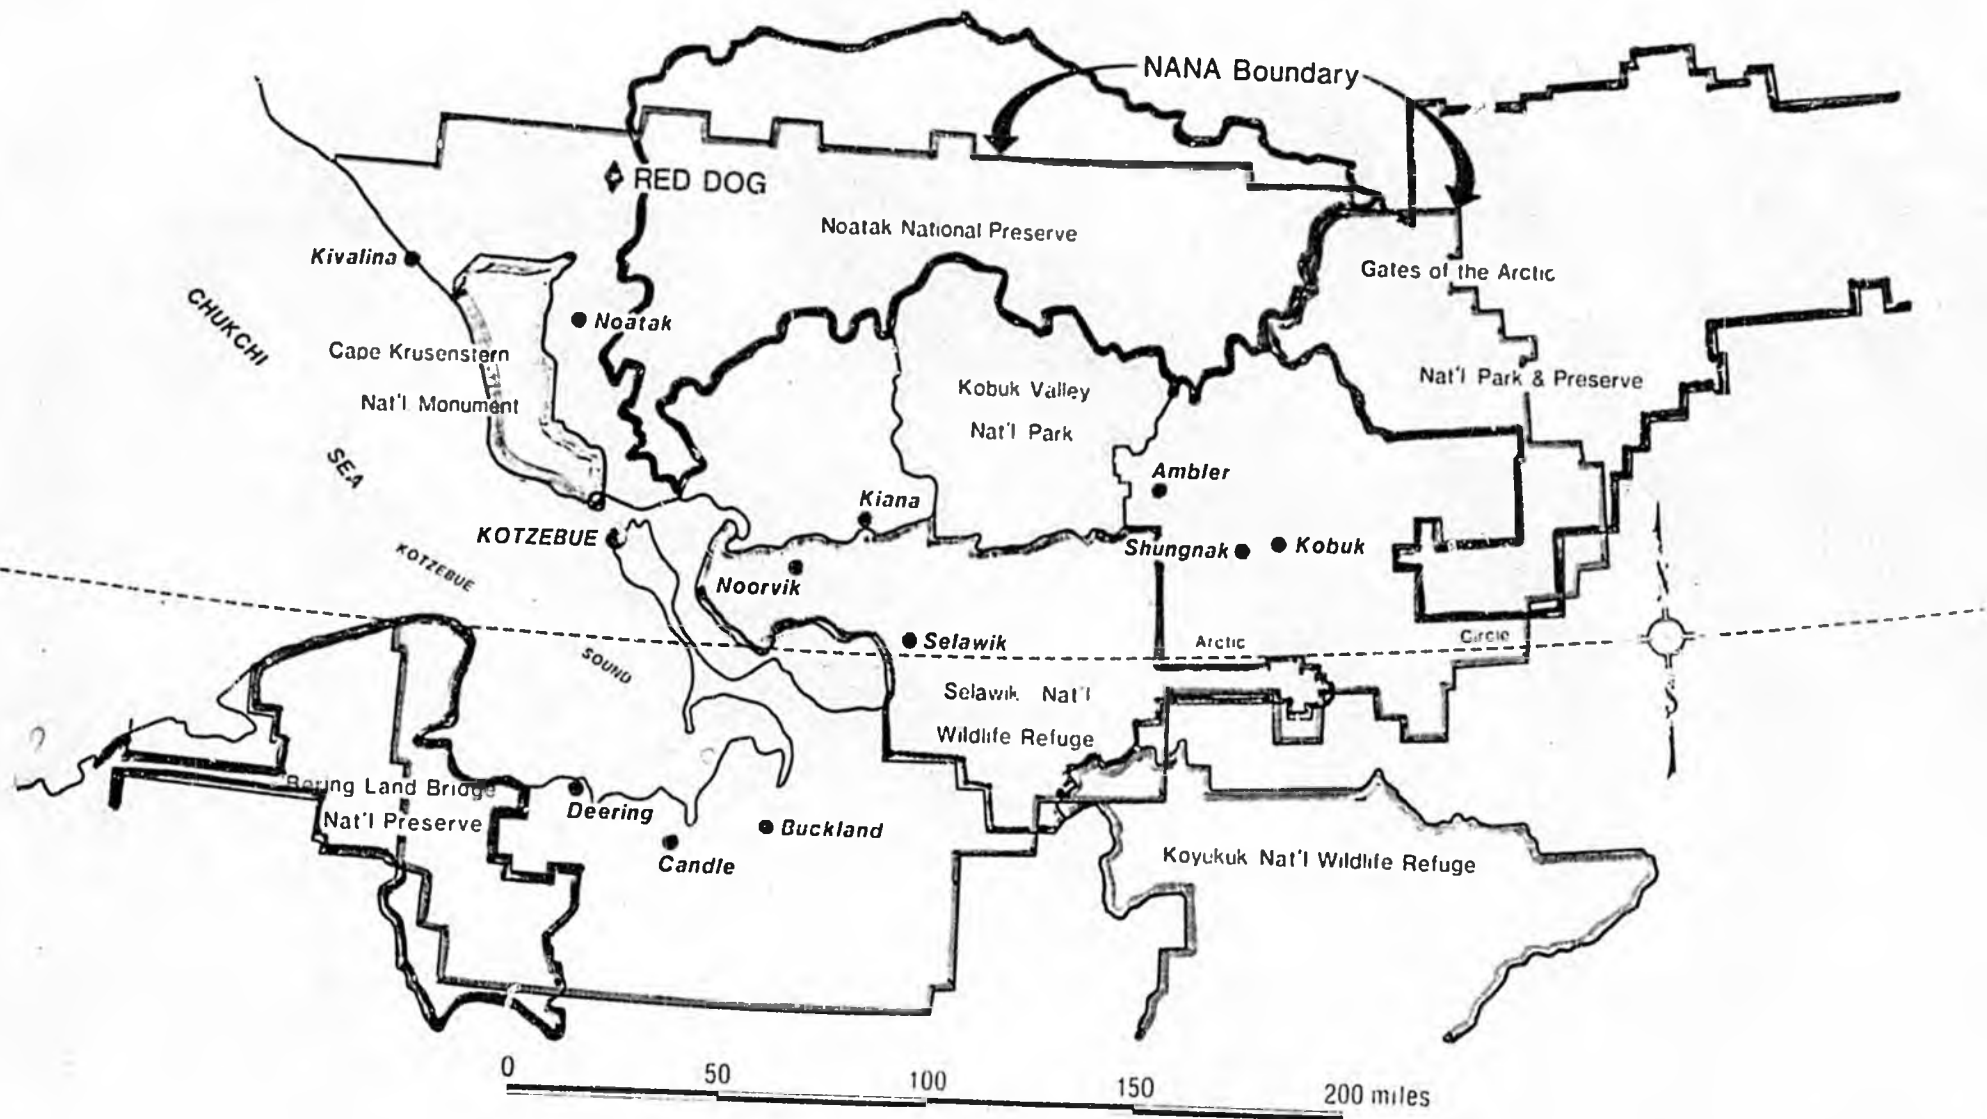 NANA Boundary
RED DOG
Noatak National Preserve
Kivalina
Gates of the Arctic
CHUKCHI
Noatak
Cape Krusenstern
Nat'l Park & Preserve
Kobuk Valley
Nat'l. Monument
Nat'l Park
SEA
Ambler
Kiana
KOTZEBUE
Shungnak
Kobuk
KOTZEBUE
Noorvik
Selawik
Arctic
Circle
SOUND
Selawik Nat'l
Wildlife Refuge
S
Bering Land Bridge
Nat'l Preserve
Deering
Buckland
Candle
Koyukuk Nat'l Wildlife Refuge
0 50 100 150 200 miles